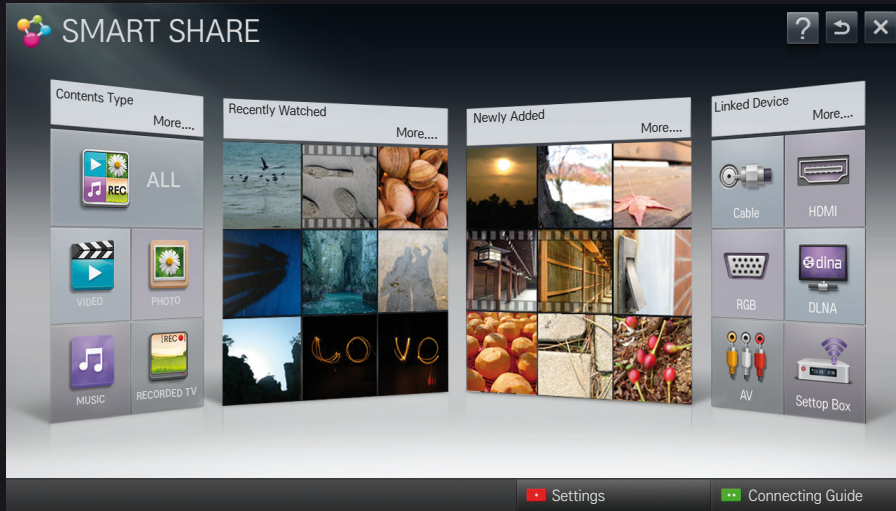 SMART SHARE
?
Contents Type
More....
ALL
REC
VIDEO
PHOTO
MUSIC
[REC]
RECORDED TV
Recently Watched
More....
LOVO
Newly Added
More....
Linked Device
More....
Cable
HDMI
RGB
dlna
DLNA
AV
Settop Box
Settings
Connecting Guide